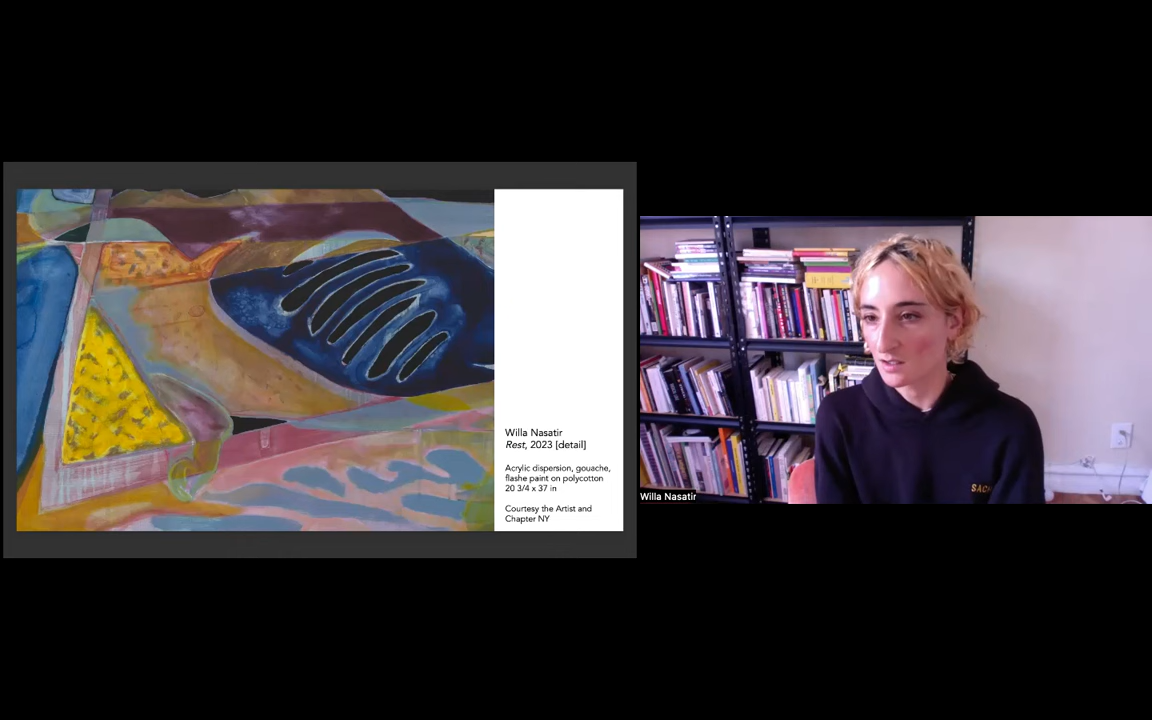 Willa Nasatir
Rest, 2023 [detail]
Acrylic dispersion, gouache,
flashe paint on polycotton
20 3/4 x 37 in
Courtesy the Artist and
Chapter NY
Willa Nasatir